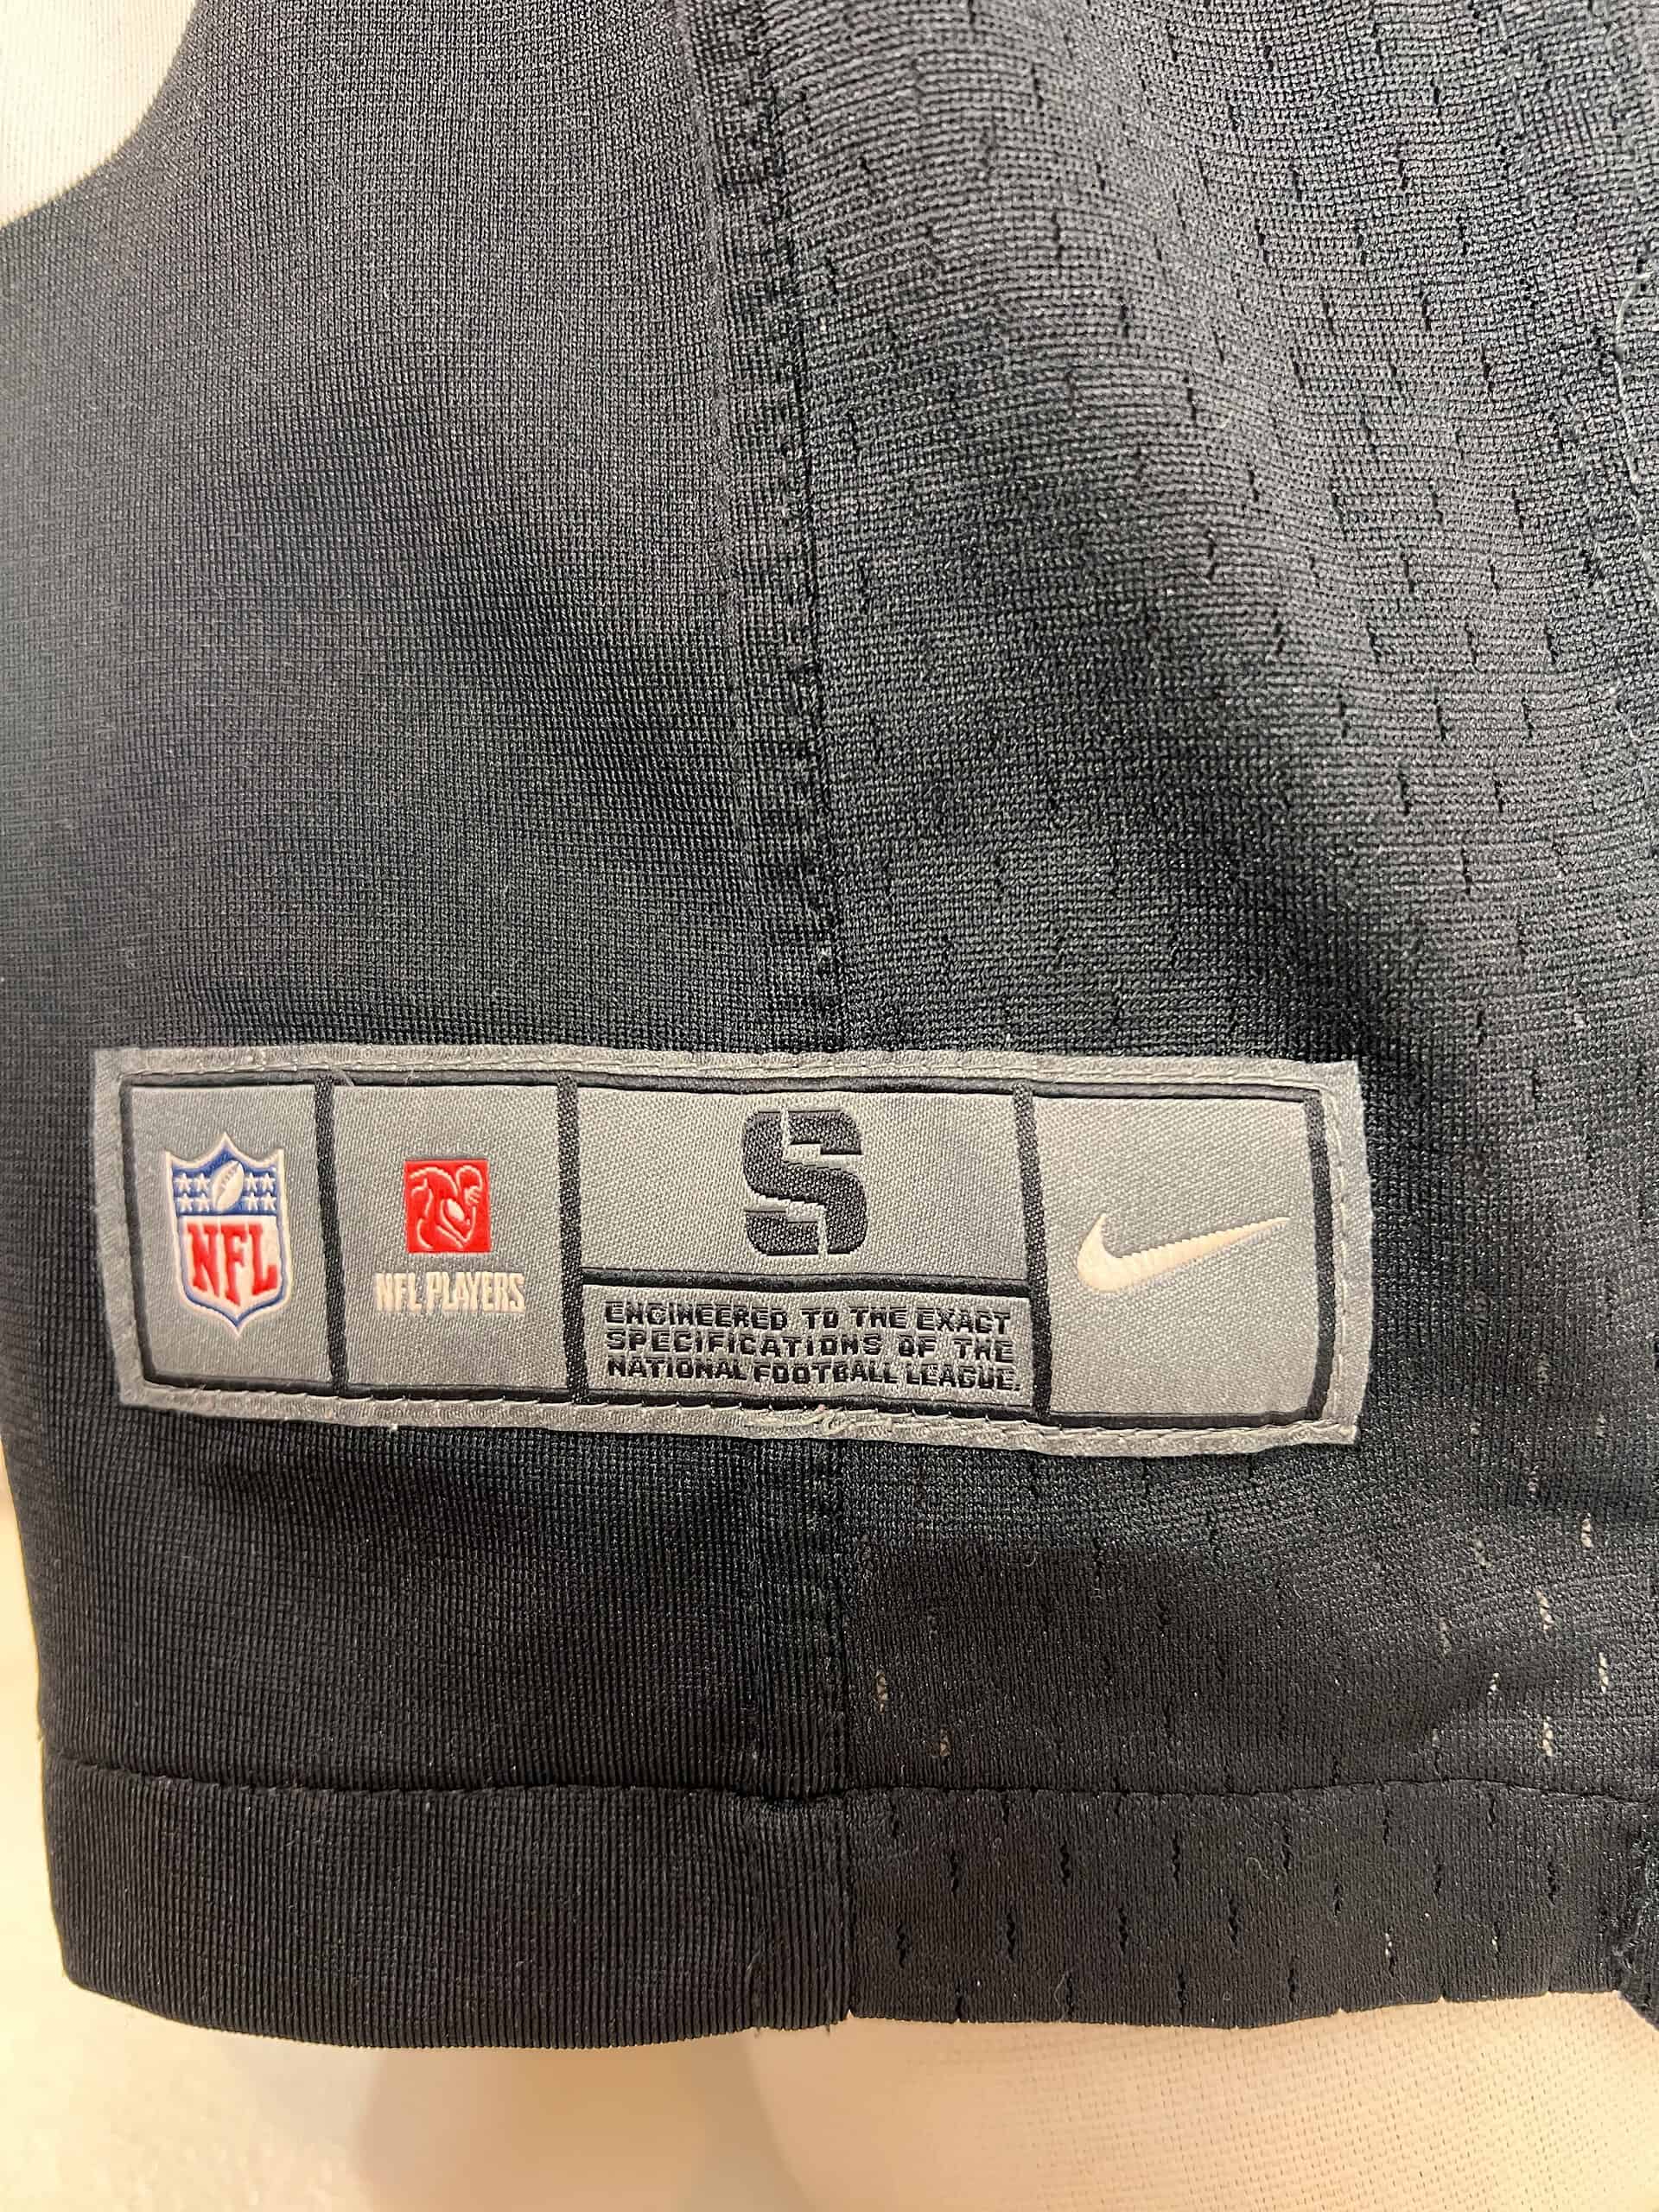 NFL
NFL PLAYERS
S
ENGINEERED TO THE EXACT
SPECIFICATIONS OF THE
NATIONAL FOOTBALL LEAGUE.